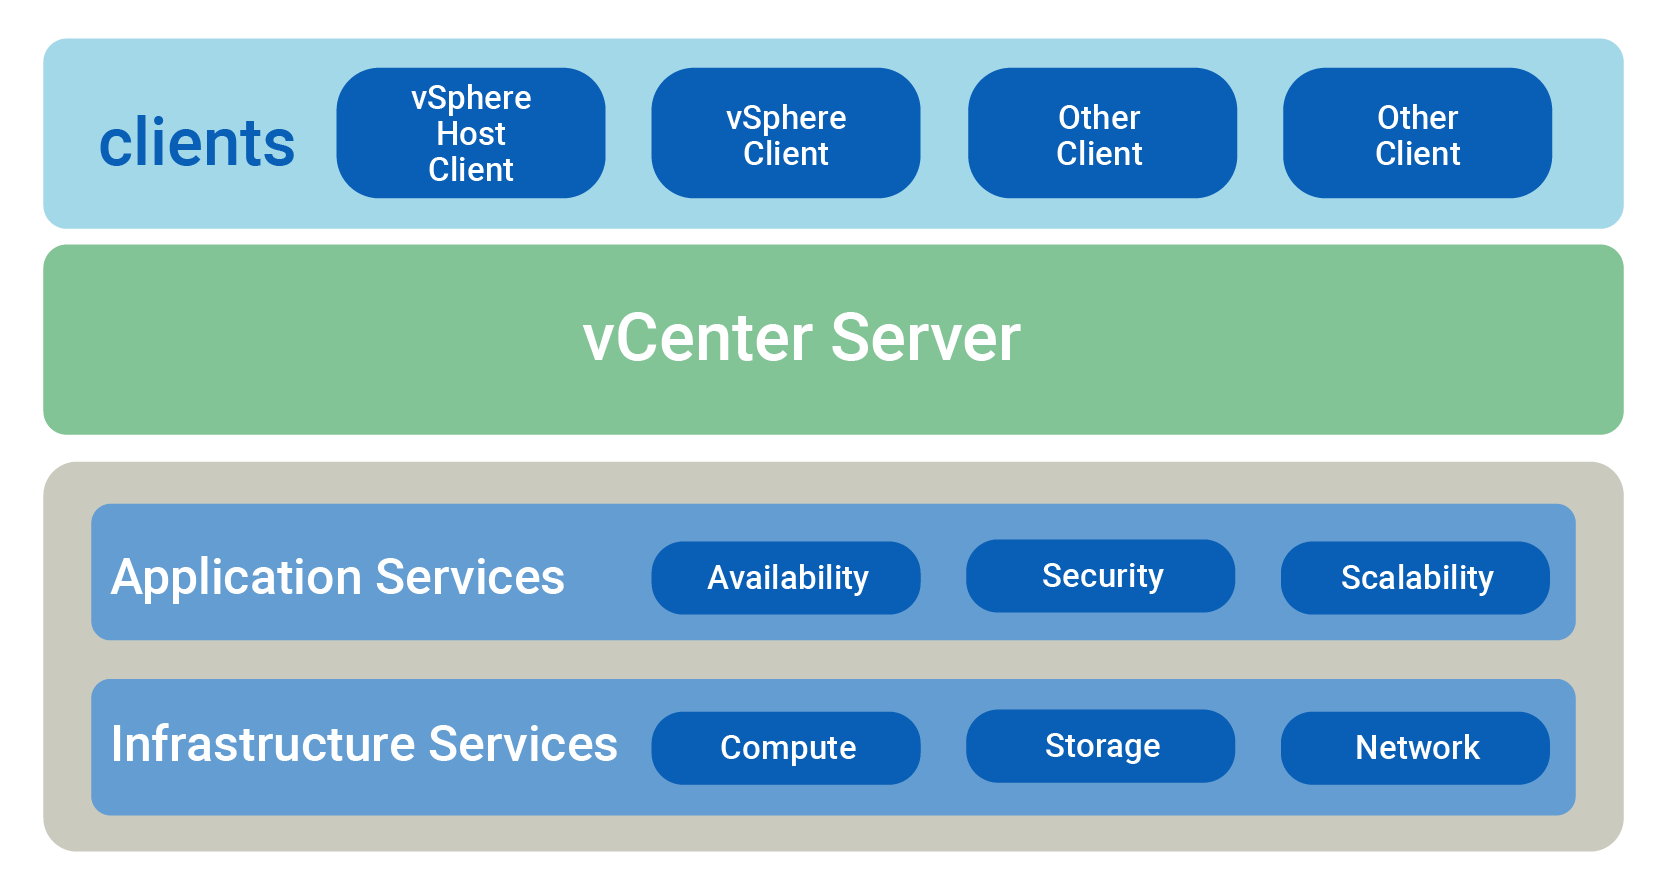 clients
vSphere
Host
Client
vSphere
Client
Other
Client
Other
Client
vCenter Server
Application Services
Availability
Security
Scalability
Infrastructure Services
Compute
Storage
Network